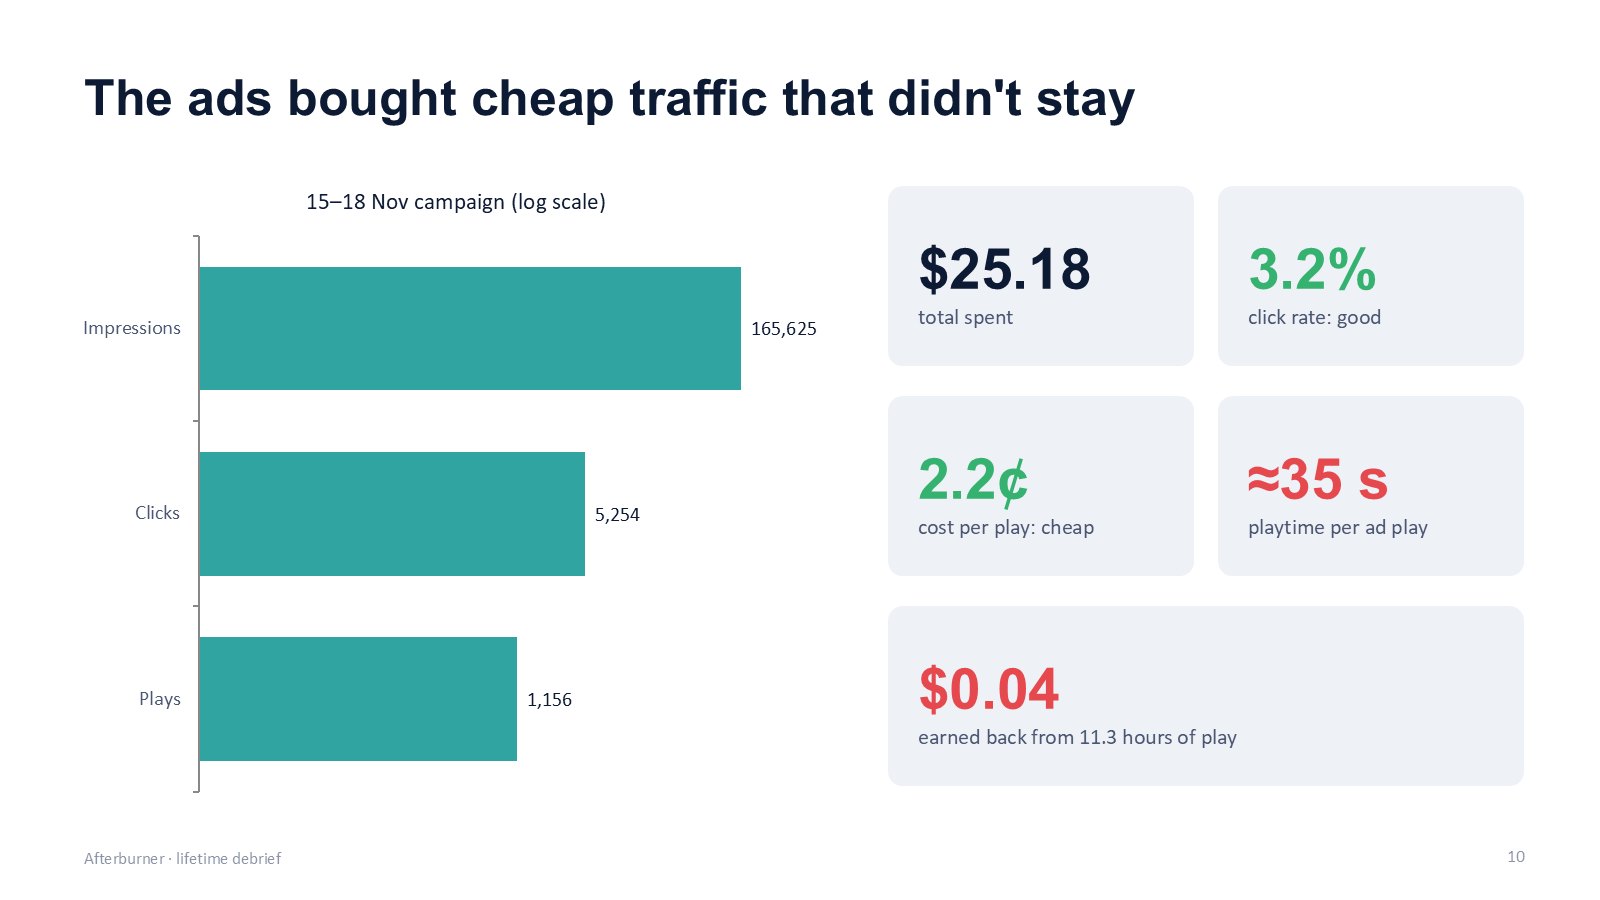 The ads bought cheap traffic that didn't stay
15–18 Nov campaign (log scale)
Impressions
165,625
Clicks
5,254
Plays
1,156
$25.18
total spent
3.2%
click rate: good
2.2¢
cost per play: cheap
≈35 s
playtime per ad play
$0.04
earned back from 11.3 hours of play
Afterburner · lifetime debrief
10